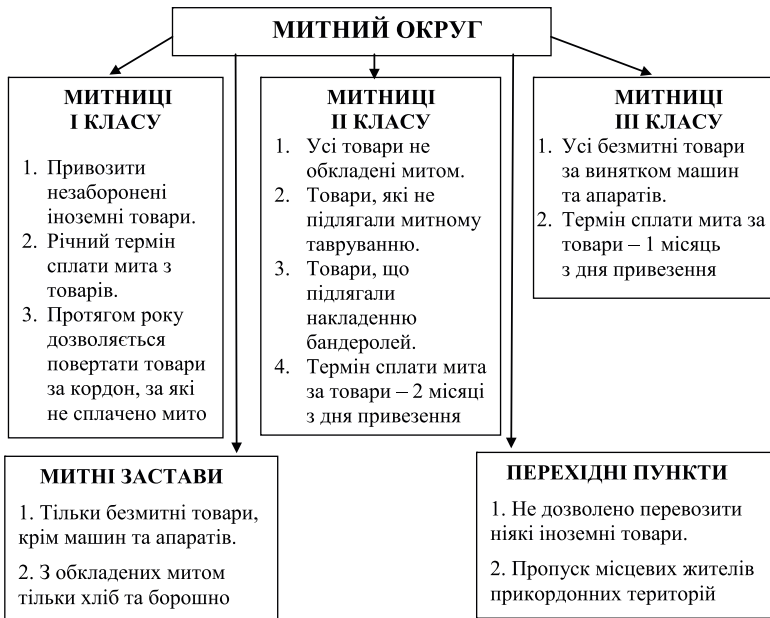 МИТНИЙ ОКРУГ
МИТНИЦІ
І КЛАСУ
1. Привозити
незаборонені
іноземні товари.
2. Річний термін
сплати мита з
товарів.
3. Протягом року
дозволяється
повертати товари
за кордон, за які
не сплачено мито
МИТНИЦІ
ІІ КЛАСУ
1. Усі товари не
обкладені митом.
2. Товари, які не
підлягали митному
тавруванню.
3. Товари, що
підлягали
накладенню
бандеролей.
4. Термін сплати мита
за товари – 2 місяці
з дня привезення
МИТНИЦІ
ІІІ КЛАСУ
1. Усі безмитні товари
за винятком машин
та апаратів.
2. Термін сплати мита за
товари – 1 місяць
з дня привезення
МИТНІ ЗАСТАВИ
1. Тільки безмитні товари,
крім машин та апаратів.
2. З обкладених митом
тільки хліб та борошно
ПЕРЕХІДНІ ПУНКТИ
1. Не дозволено перевозити
ніякі іноземні товари.
2. Пропуск місцевих жителів
прикордонних територій